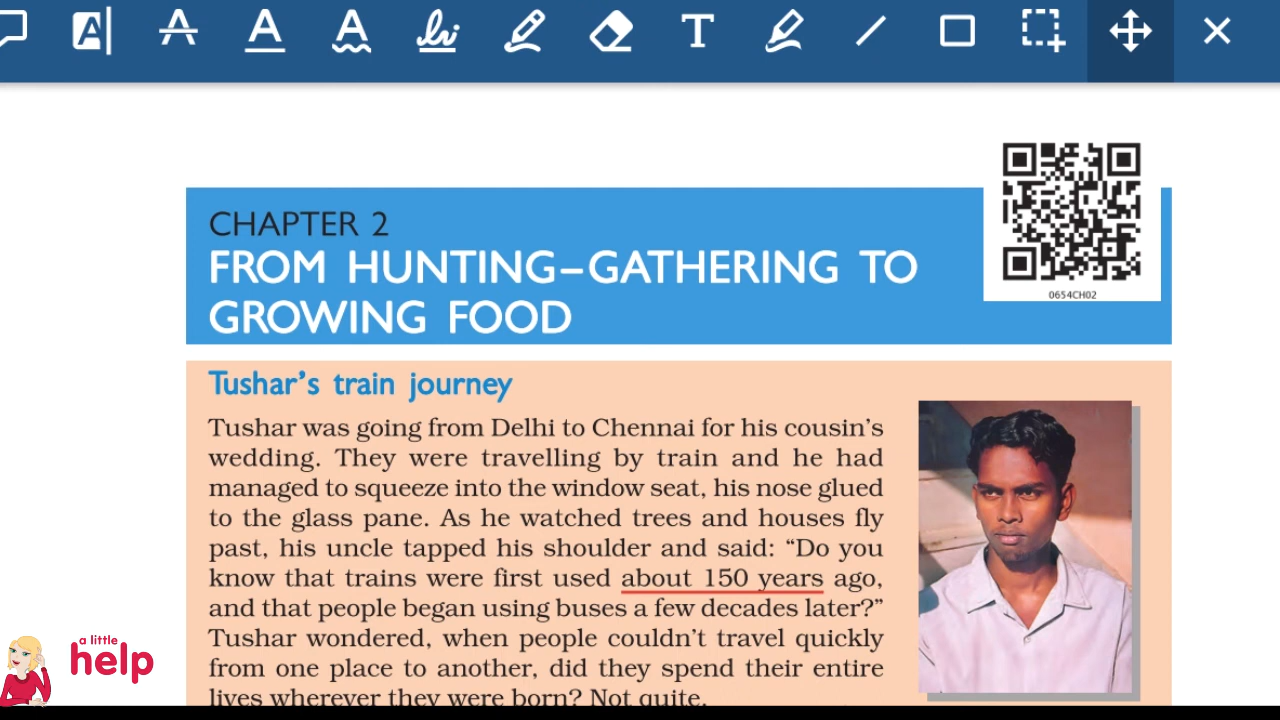 0654CH02
CHAPTER 2
FROM HUNTING–GATHERING TO
GROWING FOOD
Tushar's train journey
Tushar was going from Delhi to Chennai for his cousin's
wedding. They were travelling by train and he had
managed to squeeze into the window seat, his nose glued
to the glass pane. As he watched trees and houses fly
past, his uncle tapped his shoulder and said: “Do you
know that trains were first used about 150 years ago,
and that people began using buses a few decades later?”
Tushar wondered, when people couldn't travel quickly
from one place to another, did they spend their entire
lives wherever they were born? Not quite.
a little
help